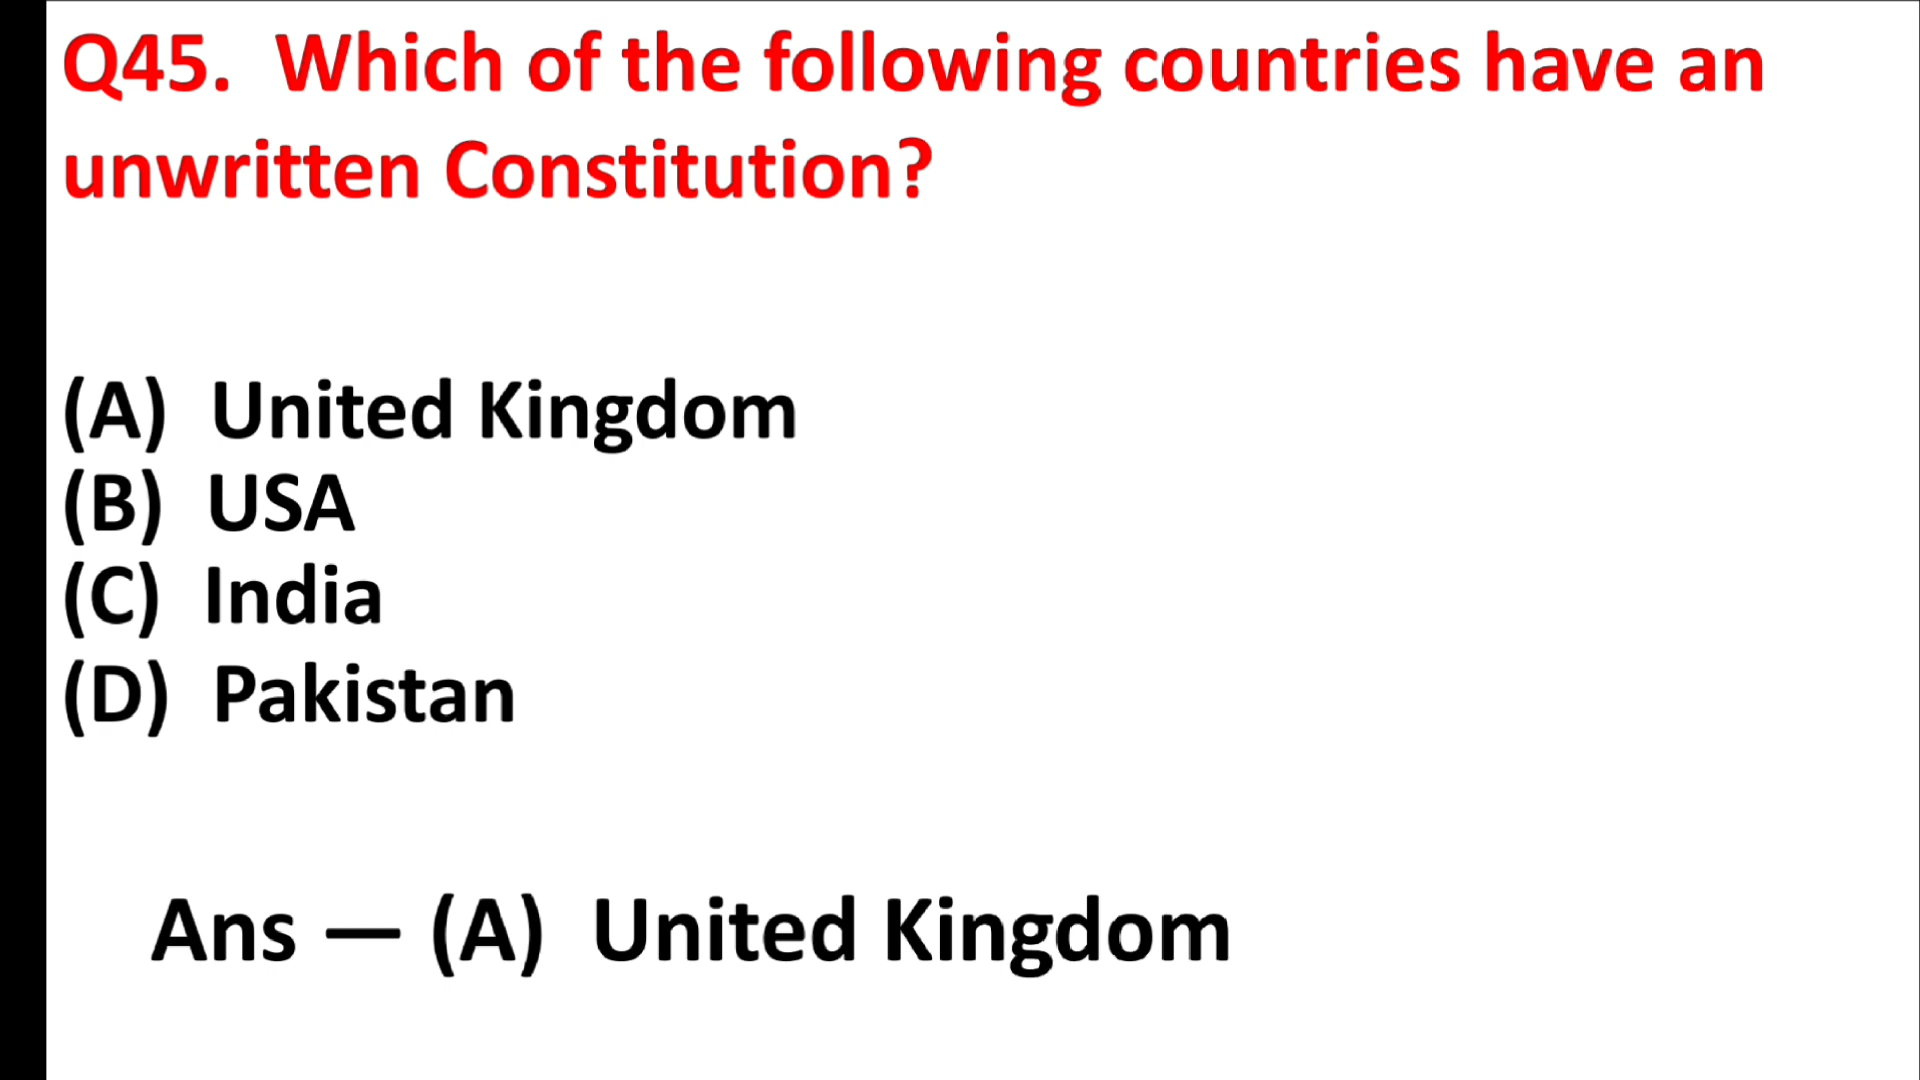 Q45. Which of the following countries have an
unwritten Constitution?
(A) United Kingdom
(B) USA
(C) India
(D) Pakistan
Ans — (A) United Kingdom